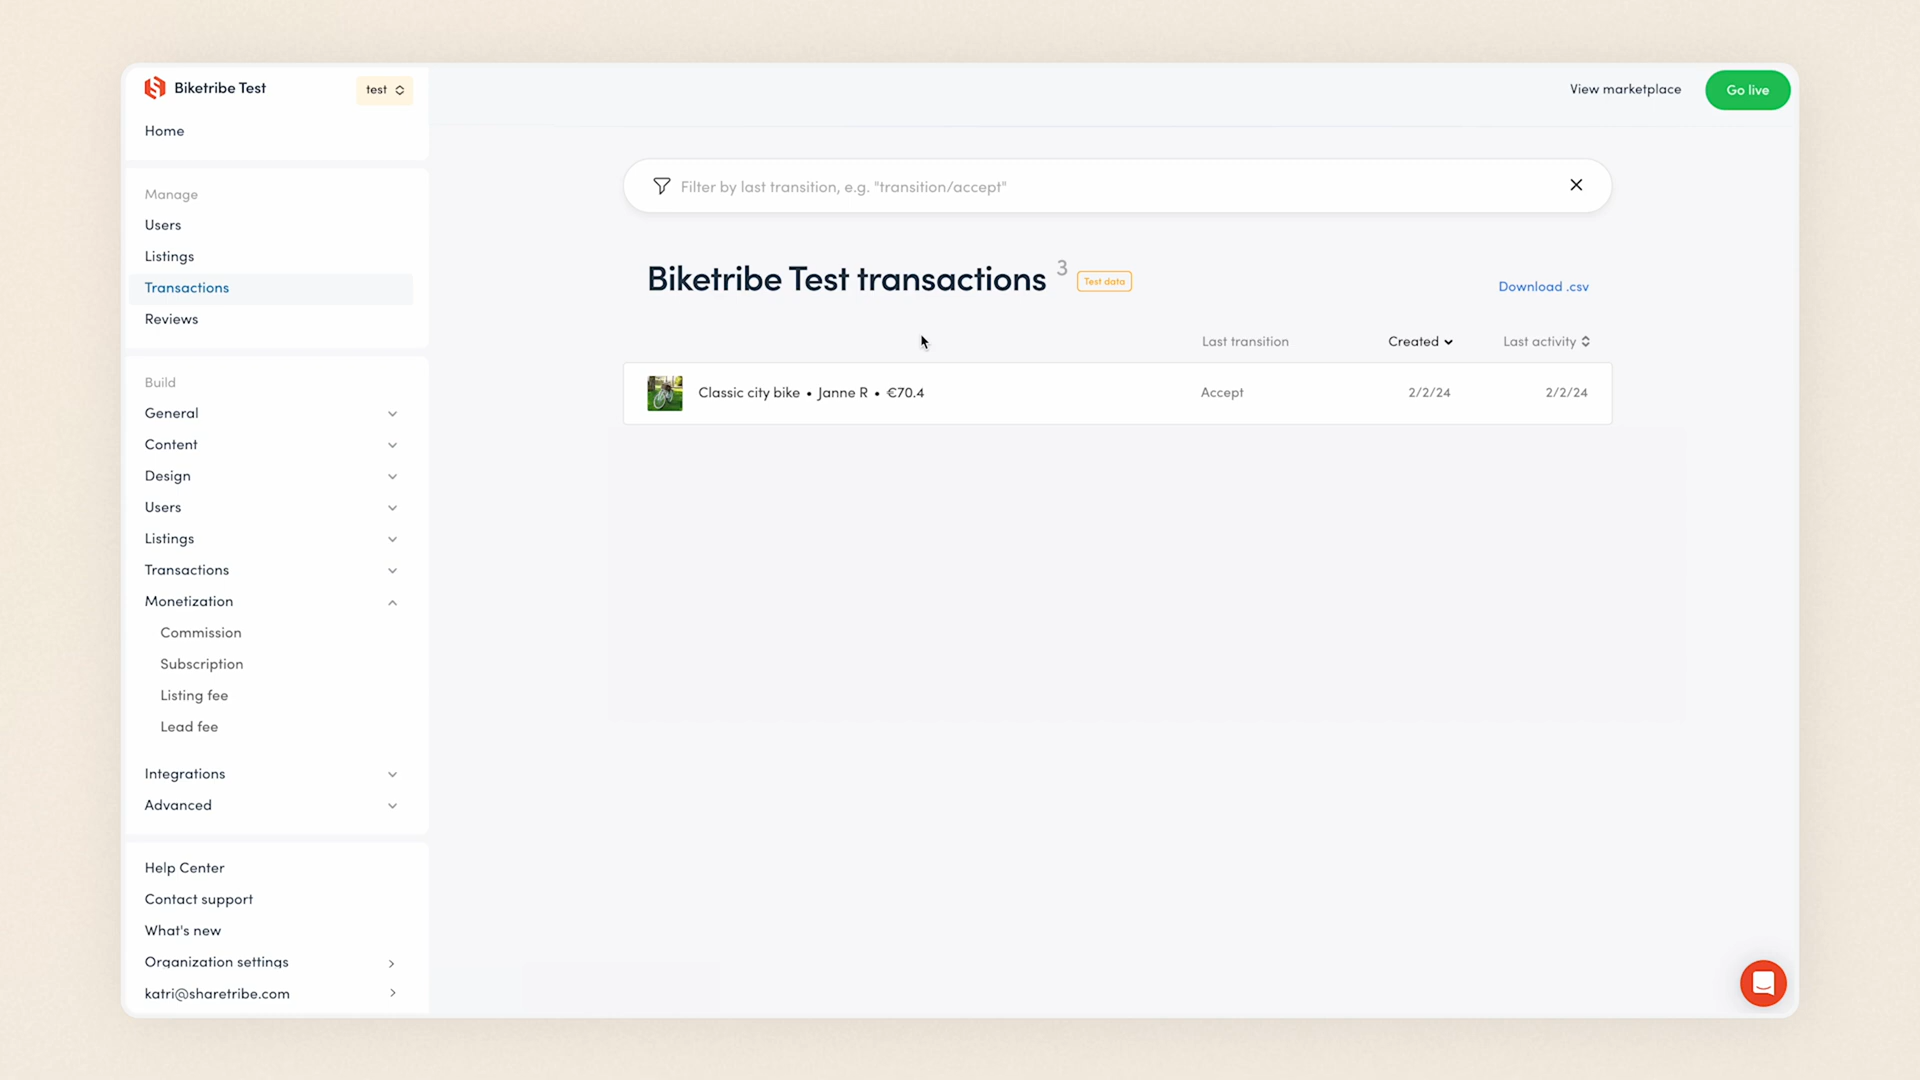 Biketribe Test
test
Home
Manage
Users
Listings
Transactions
Reviews
Build
General
Content
Design
Users
Listings
Transactions
Monetization
Commission
Subscription
Listing fee
Lead fee
Integrations
Advanced
Help Center
Contact support
What's new
Organization settings
katri@sharetribe.com
View marketplace
Go live
Filter by last transition, e.g. "transition/accept"
Biketribe Test transactions 3 Test data
Download .csv
Last transition Created Last activity
Classic city bike • Janne R • €70.4 Accept 2/2/24 2/2/24